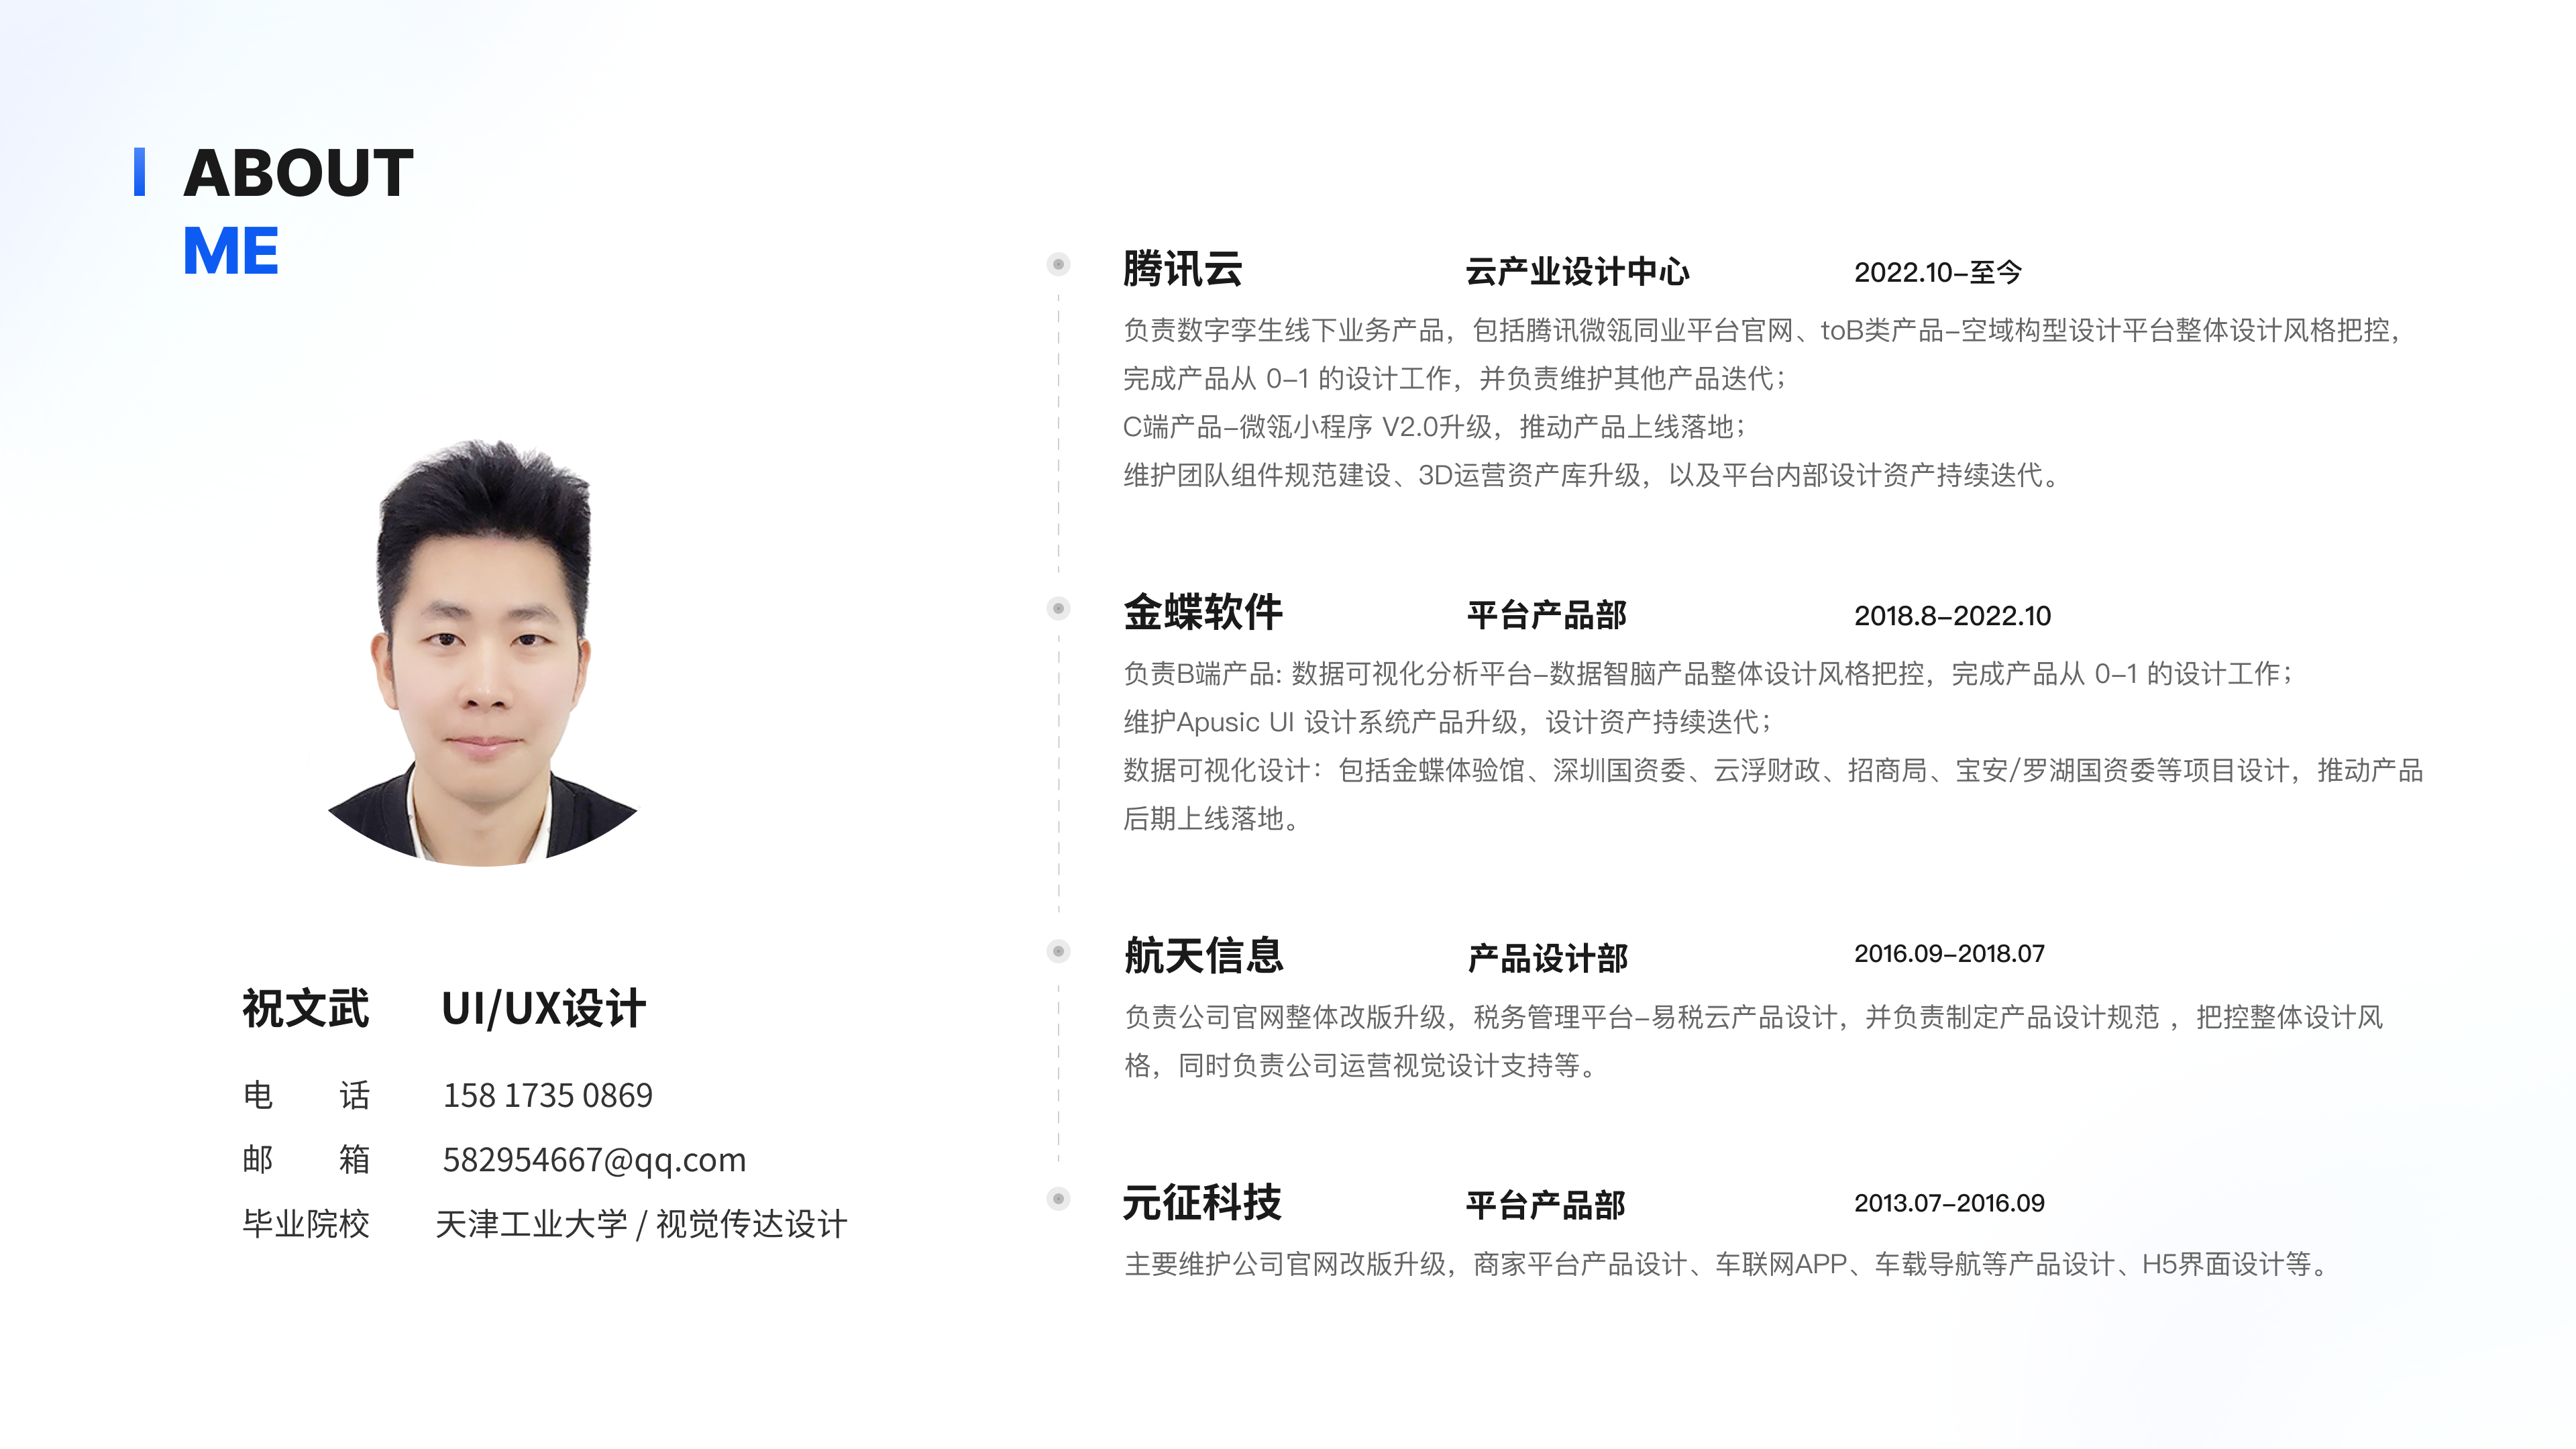 ABOUT
ME
祝文武 UI/UX设计
电 话 158 1735 0869
邮 箱 582954667@qq.com
毕业院校 天津工业大学 / 视觉传达设计
腾讯云 云产业设计中心 2022.10–至今
负责数字孪生线下业务产品，包括腾讯微瓴同业平台官网、toB类产品–空域构型设计平台整体设计风格把控，
完成产品从 0–1 的设计工作，并负责维护其他产品迭代；
C端产品–微瓴小程序 V2.0升级，推动产品上线落地；
维护团队组件规范建设、3D运营资产库升级，以及平台内部设计资产持续迭代。
金蝶软件 平台产品部 2018.8–2022.10
负责B端产品: 数据可视化分析平台–数据智脑产品整体设计风格把控，完成产品从 0–1 的设计工作；
维护Apusic UI 设计系统产品升级，设计资产持续迭代；
数据可视化设计：包括金蝶体验馆、深圳国资委、云浮财政、招商局、宝安/罗湖国资委等项目设计，推动产品
后期上线落地。
航天信息 产品设计部 2016.09–2018.07
负责公司官网整体改版升级，税务管理平台–易税云产品设计，并负责制定产品设计规范 ，把控整体设计风
格，同时负责公司运营视觉设计支持等。
元征科技 平台产品部 2013.07–2016.09
主要维护公司官网改版升级，商家平台产品设计、车联网APP、车载导航等产品设计、H5界面设计等。